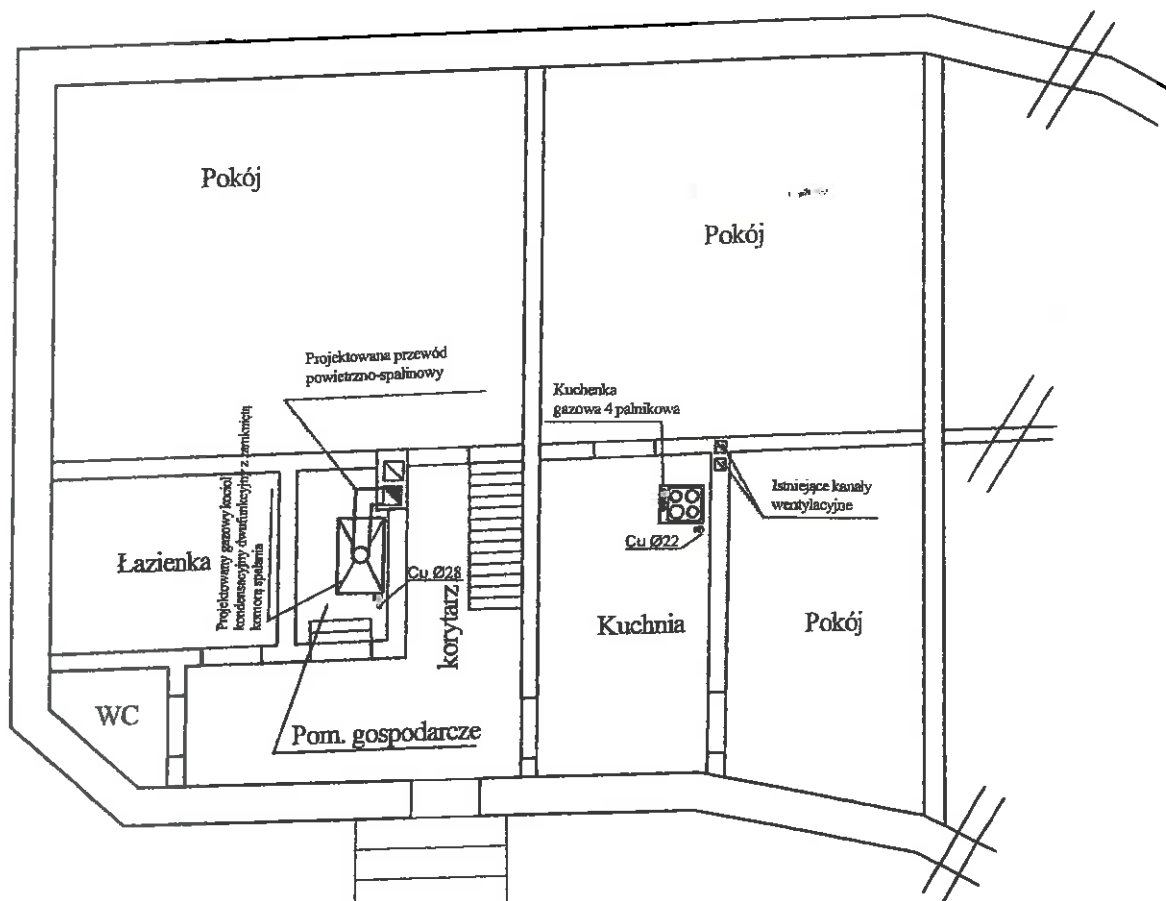 Pokój
Pokój
Projektowana przewód
powietrzno-spalinowy
Kuchenka
gazowa 4 palnikowa
Istniejące kanały
wentylacyjne
Projektowany gazowy kocioł
kondensacyjny dwufunkcyjny z zamkniętą
komorą spalania
Łazienka
Cu Ø28
Cu Ø22
korytarz
Kuchnia
Pokój
WC
Pom. gospodarcze